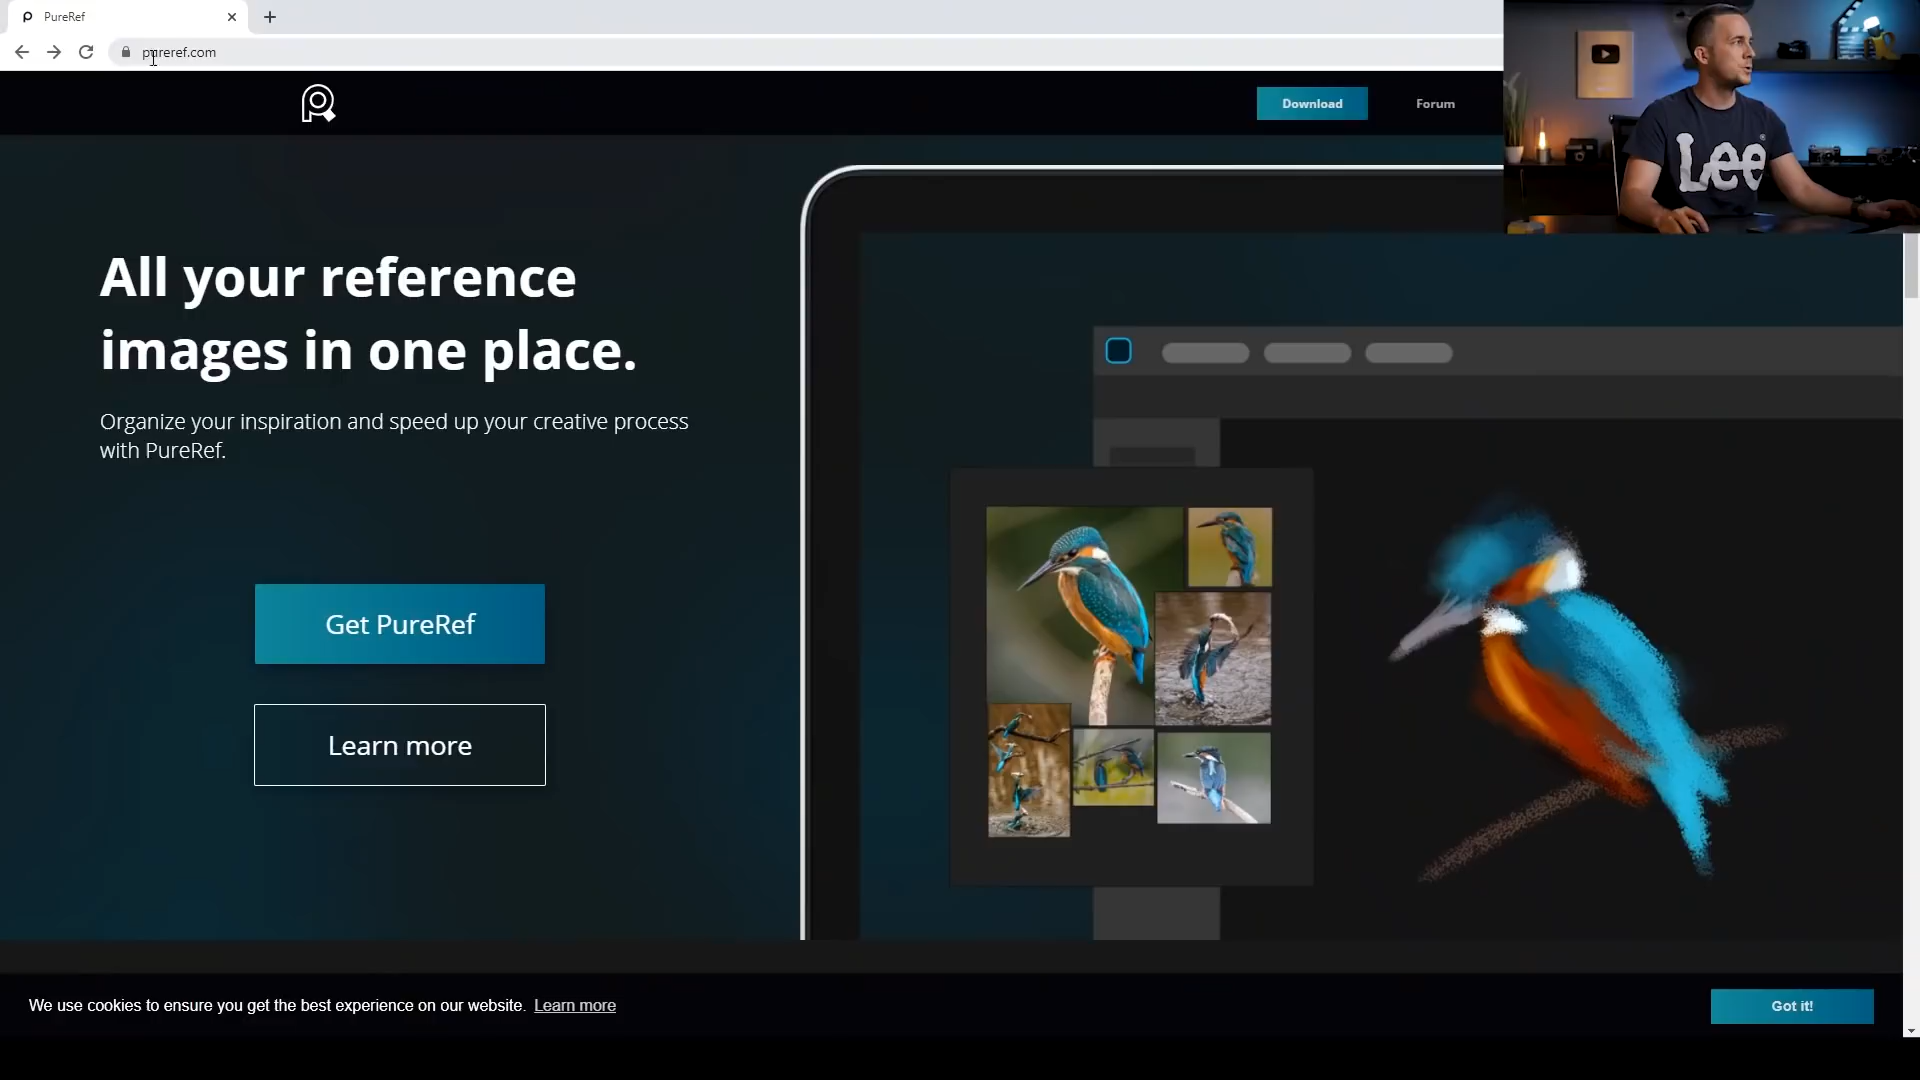 PureRef
pureref.com
Download
Forum
Lee
All your reference
images in one place.
Organize your inspiration and speed up your creative process
with PureRef.
Get PureRef
Learn more
We use cookies to ensure you get the best experience on our website. Learn more
Got it!